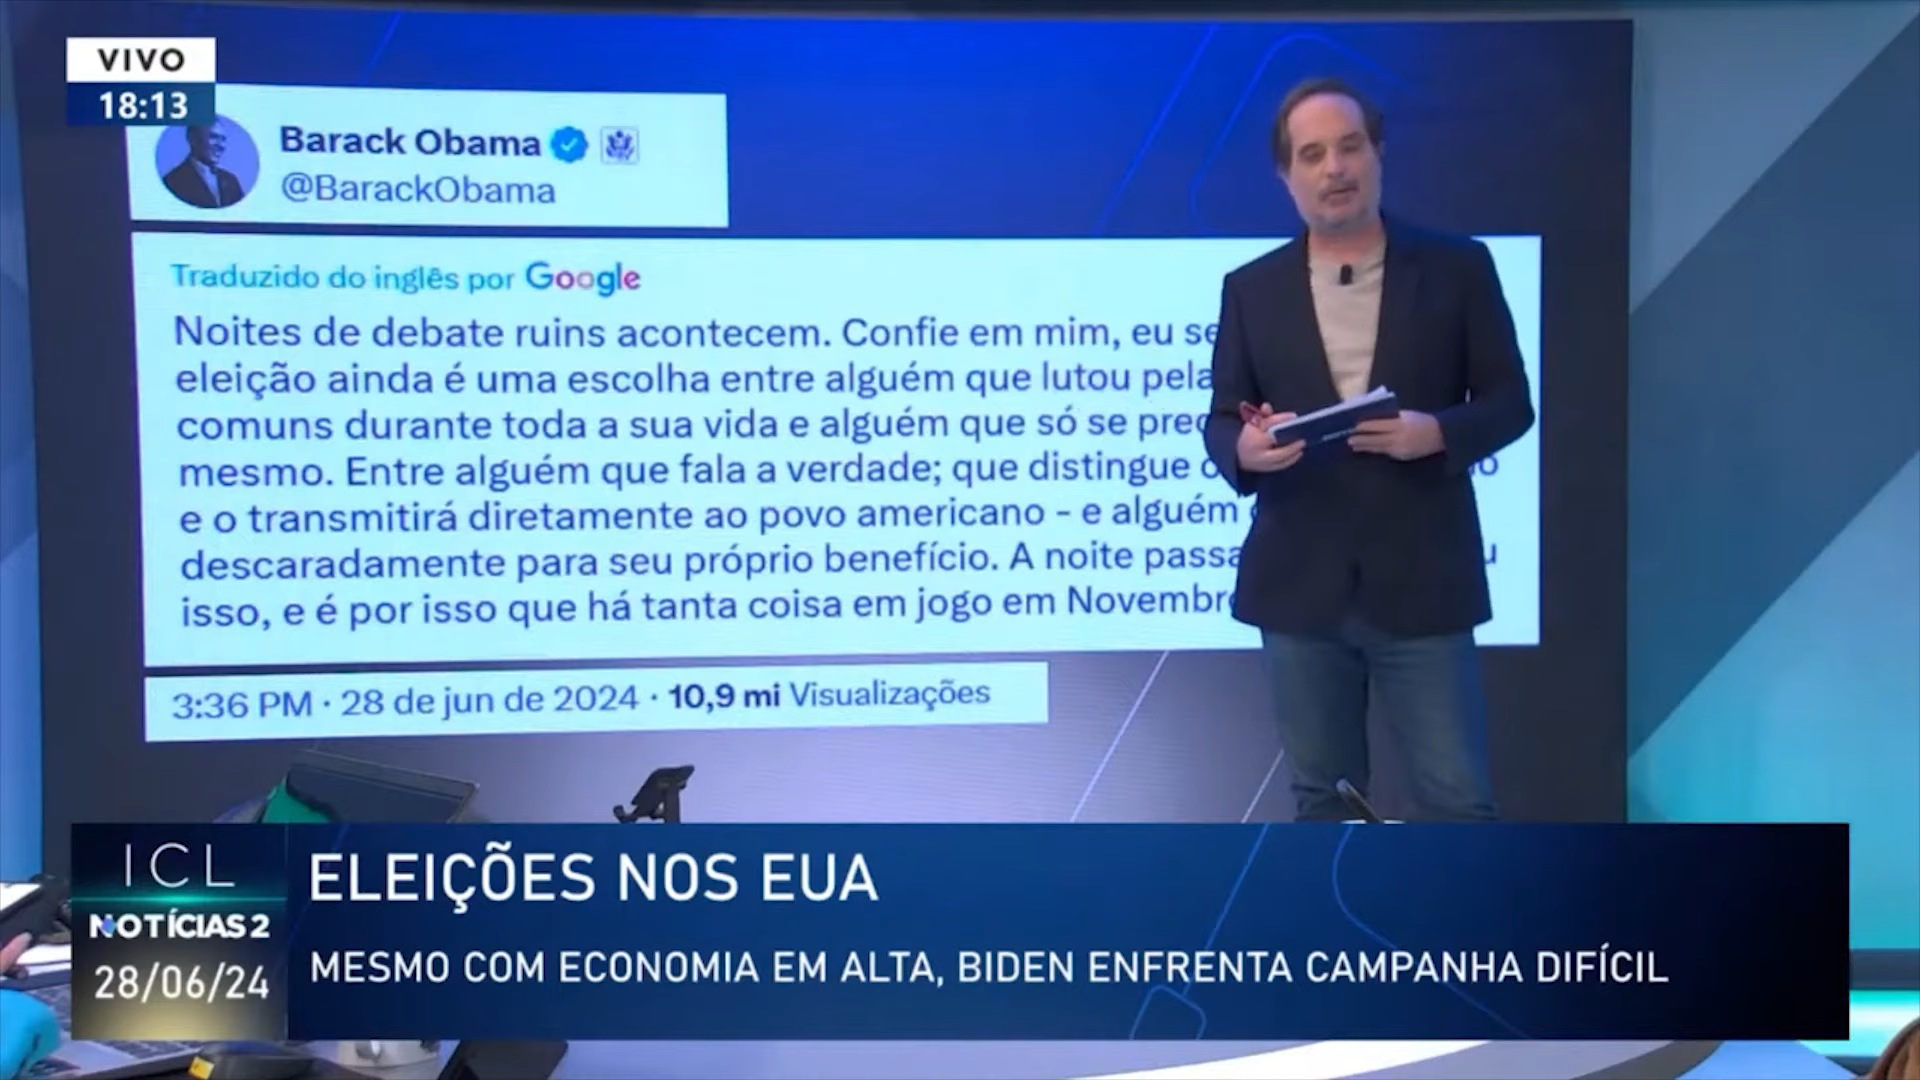 VIVO
18:13
Barack Obama
@BarackObama
Traduzido do inglês por Google
Noites de debate ruins acontecem. Confie em mim, eu
eleição ainda é uma escolha entre alguém que lutou
comuns durante toda a sua vida e alguém que só se
mesmo. Entre alguém que fala a verdade; que distingue
e o transmitirá diretamente ao povo americano - e alguém
descaradamente para seu próprio benefício. A noite
isso, e é por isso que há tanta coisa em jogo em
3:36 PM · 28 de jun de 2024 · 10,9 mi Visualizações
ICL
NOTÍCIAS 2
28/06/24
ELEIÇÕES NOS EUA
MESMO COM ECONOMIA EM ALTA, BIDEN ENFRENTA CAMPANHA DIFÍCIL